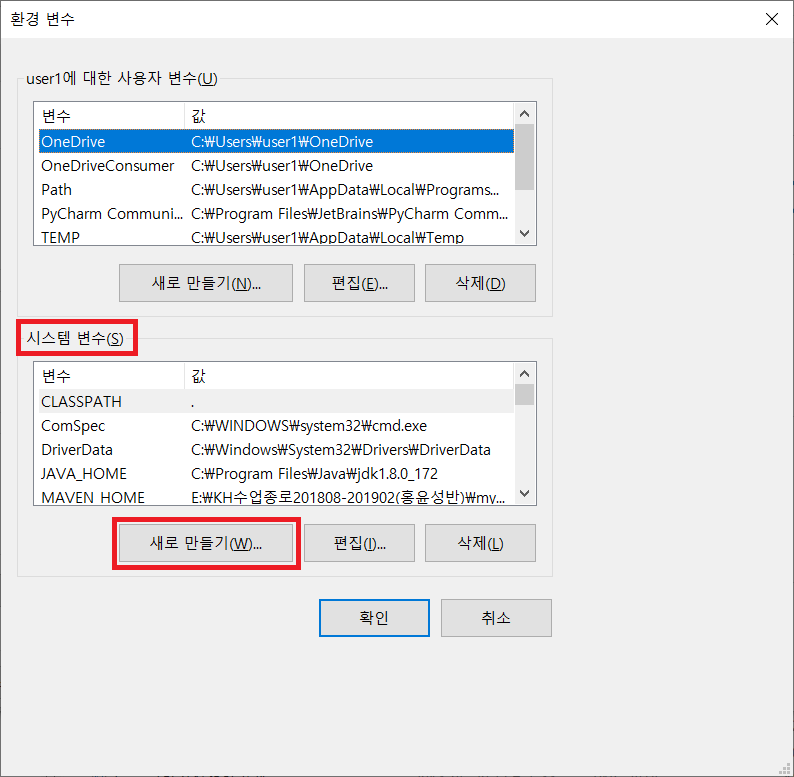 환경 변수
user1에 대한 사용자 변수(U)
변수 값
OneDrive C:₩Users₩user1₩OneDrive
OneDriveConsumer C:₩Users₩user1₩OneDrive
Path C:₩Users₩user1₩AppData₩Local₩Programs...
PyCharm Communi... C:₩Program Files₩JetBrains₩PyCharm Comm...
TEMP C:₩Users₩user1₩AppData₩Local₩Temp
새로 만들기(N)... 편집(E)... 삭제(D)
시스템 변수(S)
변수 값
CLASSPATH .
ComSpec C:₩WINDOWS₩system32₩cmd.exe
DriverData C:₩Windows₩System32₩Drivers₩DriverData
JAVA_HOME C:₩Program Files₩Java₩jdk1.8.0_172
MAVEN_HOME E:₩KH수업종로201808-201902(홍윤성반)₩my...
새로 만들기(W)... 편집(I)... 삭제(L)
확인 취소